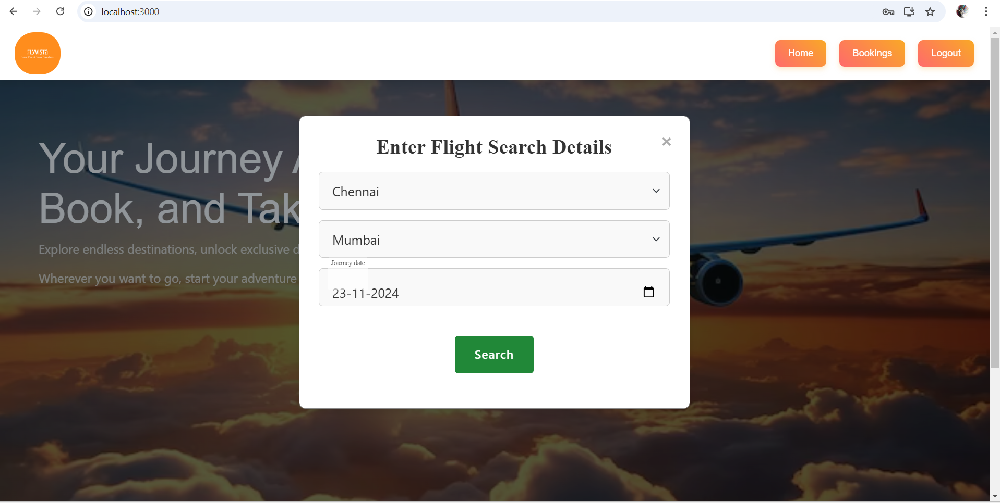 localhost:3000
FLYVISTA
Home
Bookings
Logout
Your Journey
Book, and Tak
Explore endless destinations, unlock exclusive d
Wherever you want to go, start your adventure
Enter Flight Search Details
×
Chennai
Mumbai
Journey date
23-11-2024
Search